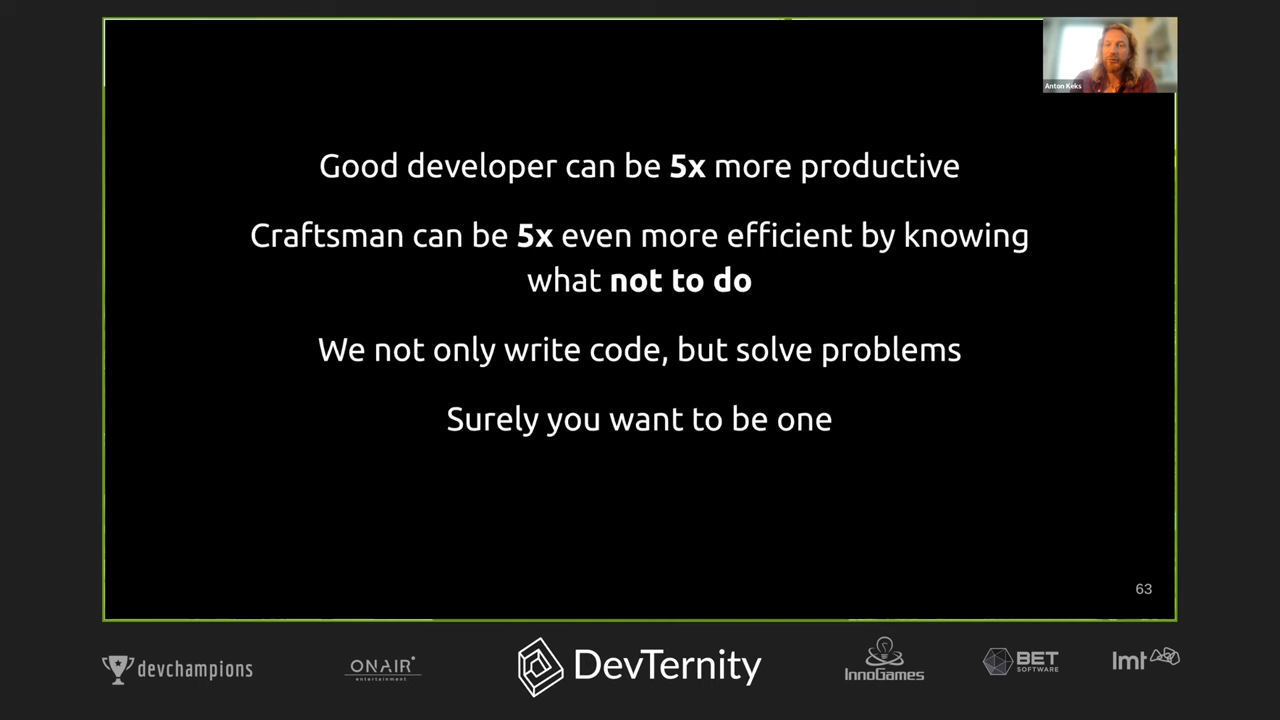 Anton Keks
Good developer can be 5x more productive
Craftsman can be 5x even more efficient by knowing
what not to do
We not only write code, but solve problems
Surely you want to be one
63
devchampions
ONAIR
entertainment
DevTernity
InnoGames
BET
SOFTWARE
lmt